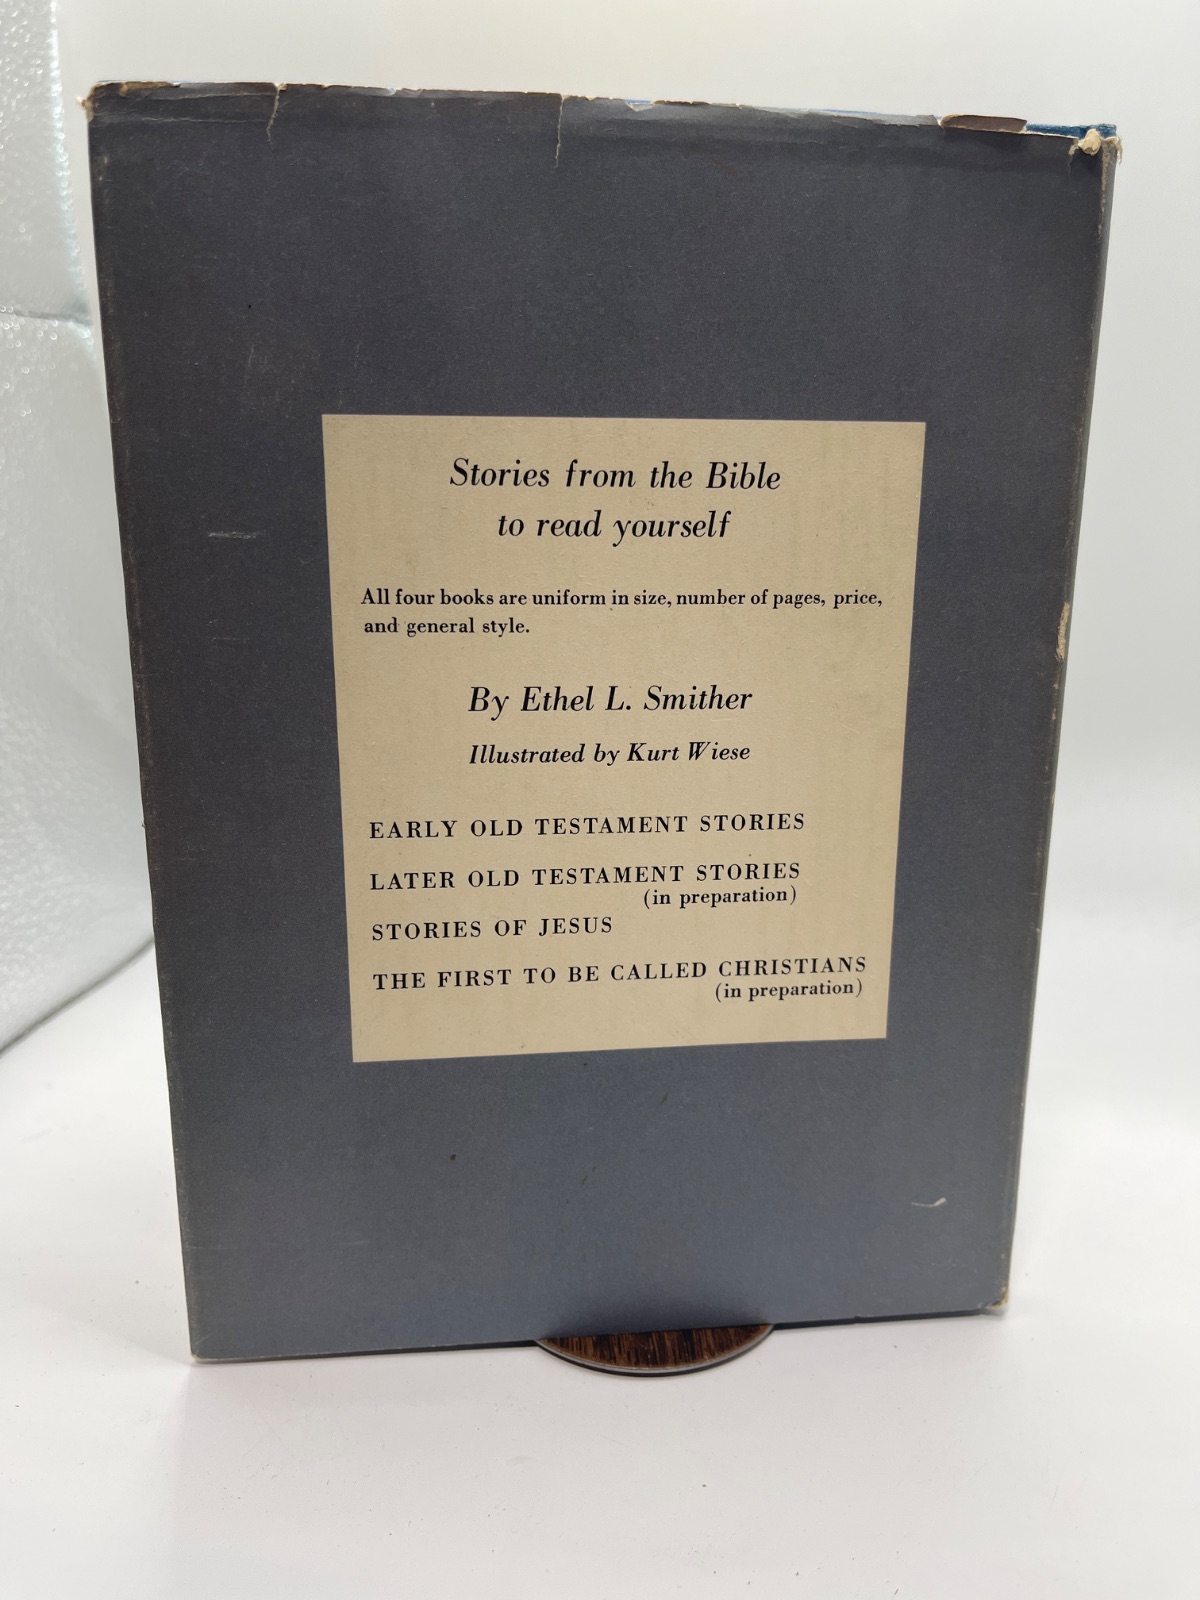 Stories from the Bible
to read yourself
All four books are uniform in size, number of pages, price,
and general style.
By Ethel L. Smither
Illustrated by Kurt Wiese
EARLY OLD TESTAMENT STORIES
LATER OLD TESTAMENT STORIES
(in preparation)
STORIES OF JESUS
THE FIRST TO BE CALLED CHRISTIANS
(in preparation)